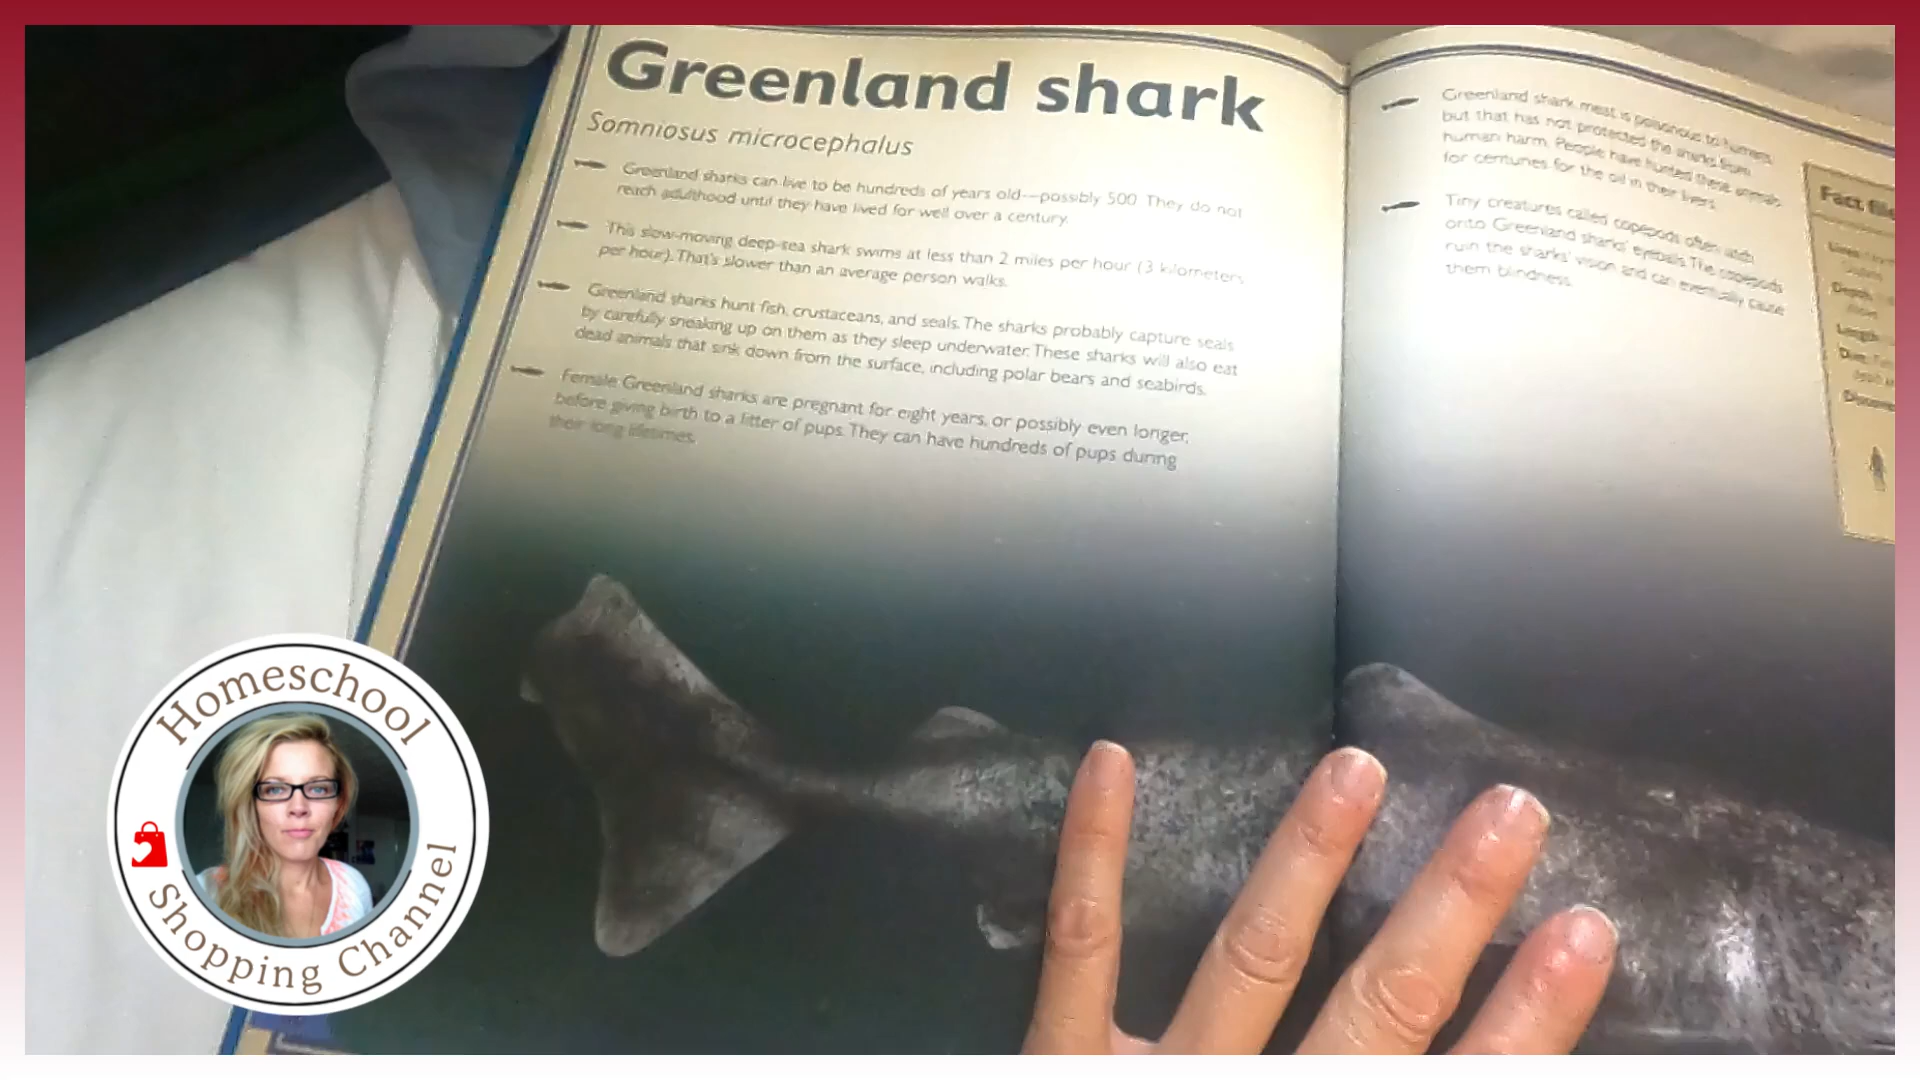 Greenland shark
Somniosus microcephalus
Greenland sharks can live to be hundreds of years old—possibly 500. They do not
reach adulthood until they have lived for well over a century.
This slow-moving deep-sea shark swims at less than 2 miles per hour (3 kilometers
per hour). That's slower than an average person walks.
Greenland sharks hunt fish, crustaceans, and seals. The sharks probably capture seals
by carefully sneaking up on them as they sleep underwater. These sharks will also eat
dead animals that sink down from the surface, including polar bears and seabirds.
Female Greenland sharks are pregnant for eight years, or possibly even longer,
before giving birth to a litter of pups. They can have hundreds of pups during
their long lifetimes.
Greenland shark meat is poisonous to humans,
but that has not protected the sharks from
human harm. People have hunted these animals
for centuries for the oil in their livers.
Tiny creatures called copepods often latch
onto Greenland sharks' eyeballs. The copepods
ruin the sharks' vision and can eventually cause
them blindness.
Fact file
Depth:
Length:
Diet:
Homeschool
Shopping Channel